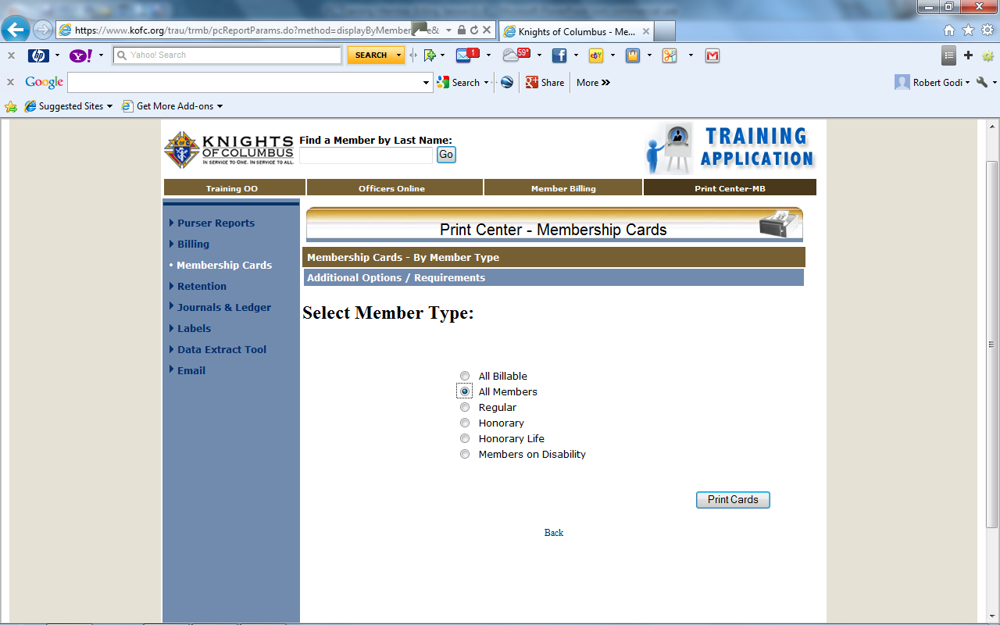 https://www.kofc.org/trau/trmb/pcReportParams.do?method=displayByMember
Knights of Columbus - Me...
Yahoo! Search
SEARCH
1
59°
Google
Search
Share
More »
Robert Godi
Suggested Sites
Get More Add-ons
KNIGHTS
OF COLUMBUS
IN SERVICE TO ONE. IN SERVICE TO ALL.
Find a Member by Last Name:
Go
TRAINING
APPLICATION
Training OO
Officers Online
Member Billing
Print Center-MB
Purser Reports
Billing
Membership Cards
Retention
Journals & Ledger
Labels
Data Extract Tool
Email
Print Center - Membership Cards
Membership Cards - By Member Type
Additional Options / Requirements
Select Member Type:
All Billable
All Members
Regular
Honorary
Honorary Life
Members on Disability
Print Cards
Back